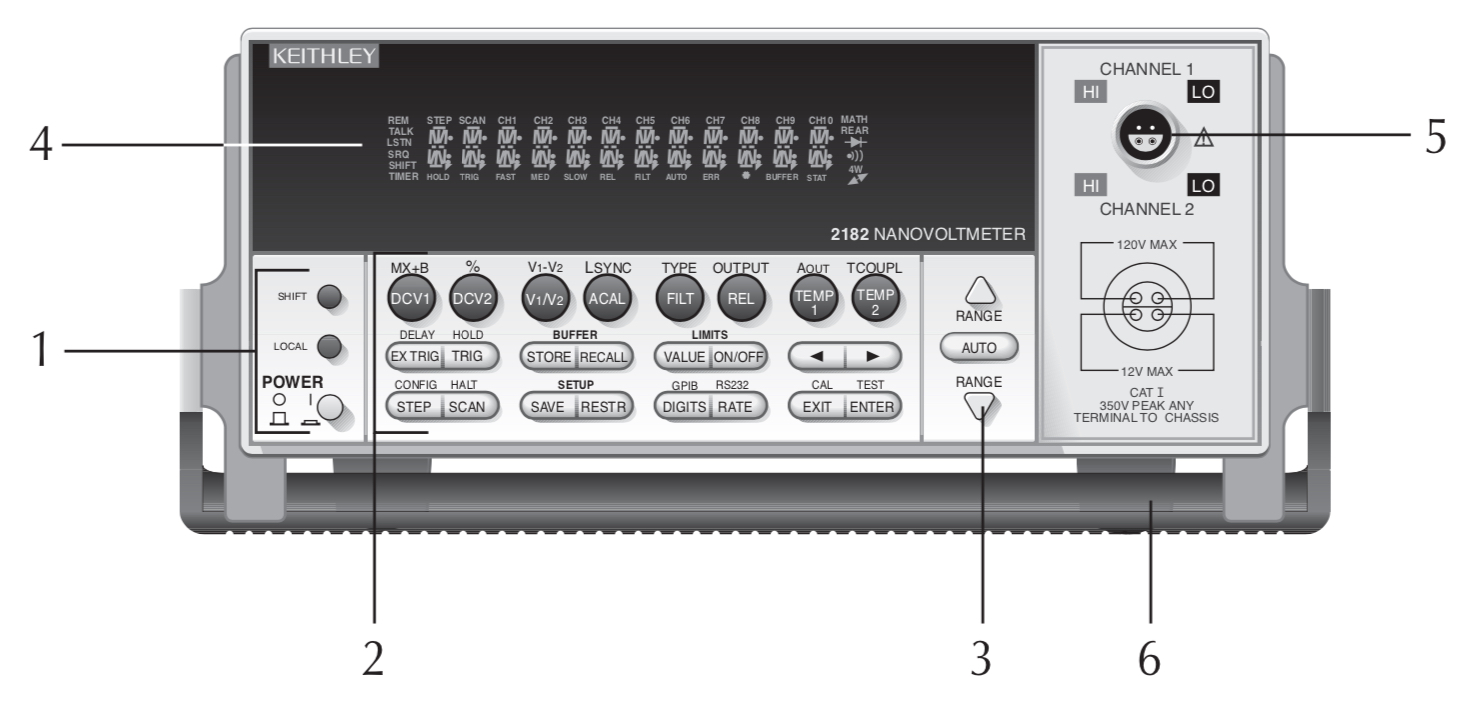 KEITHLEY
REM STEP SCAN CH1 CH2 CH3 CH4 CH5 CH6 CH7 CH8 CH9 CH10 MATH
TALK REAR
LSTN
SRQ
SHIFT 4W
TIMER HOLD TRIG FAST MED SLOW REL FILT AUTO ERR BUFFER STAT
2182 NANOVOLTMETER
4
CHANNEL 1
HI LO
5
HI LO
CHANNEL 2
120V MAX
12V MAX
CAT I
350V PEAK ANY
TERMINAL TO CHASSIS
1
SHIFT
LOCAL
POWER
O |
MX+B % V1-V2 LSYNC TYPE OUTPUT AOUT TCOUPL
DCV1 DCV2 V1/V2 ACAL FILT REL TEMP 1 TEMP 2
DELAY HOLD BUFFER LIMITS
EX TRIG TRIG STORE RECALL VALUE ON/OFF
CONFIG HALT SETUP GPIB RS232 CAL TEST
STEP SCAN SAVE RESTR DIGITS RATE EXIT ENTER
RANGE
AUTO
RANGE
2
3
6